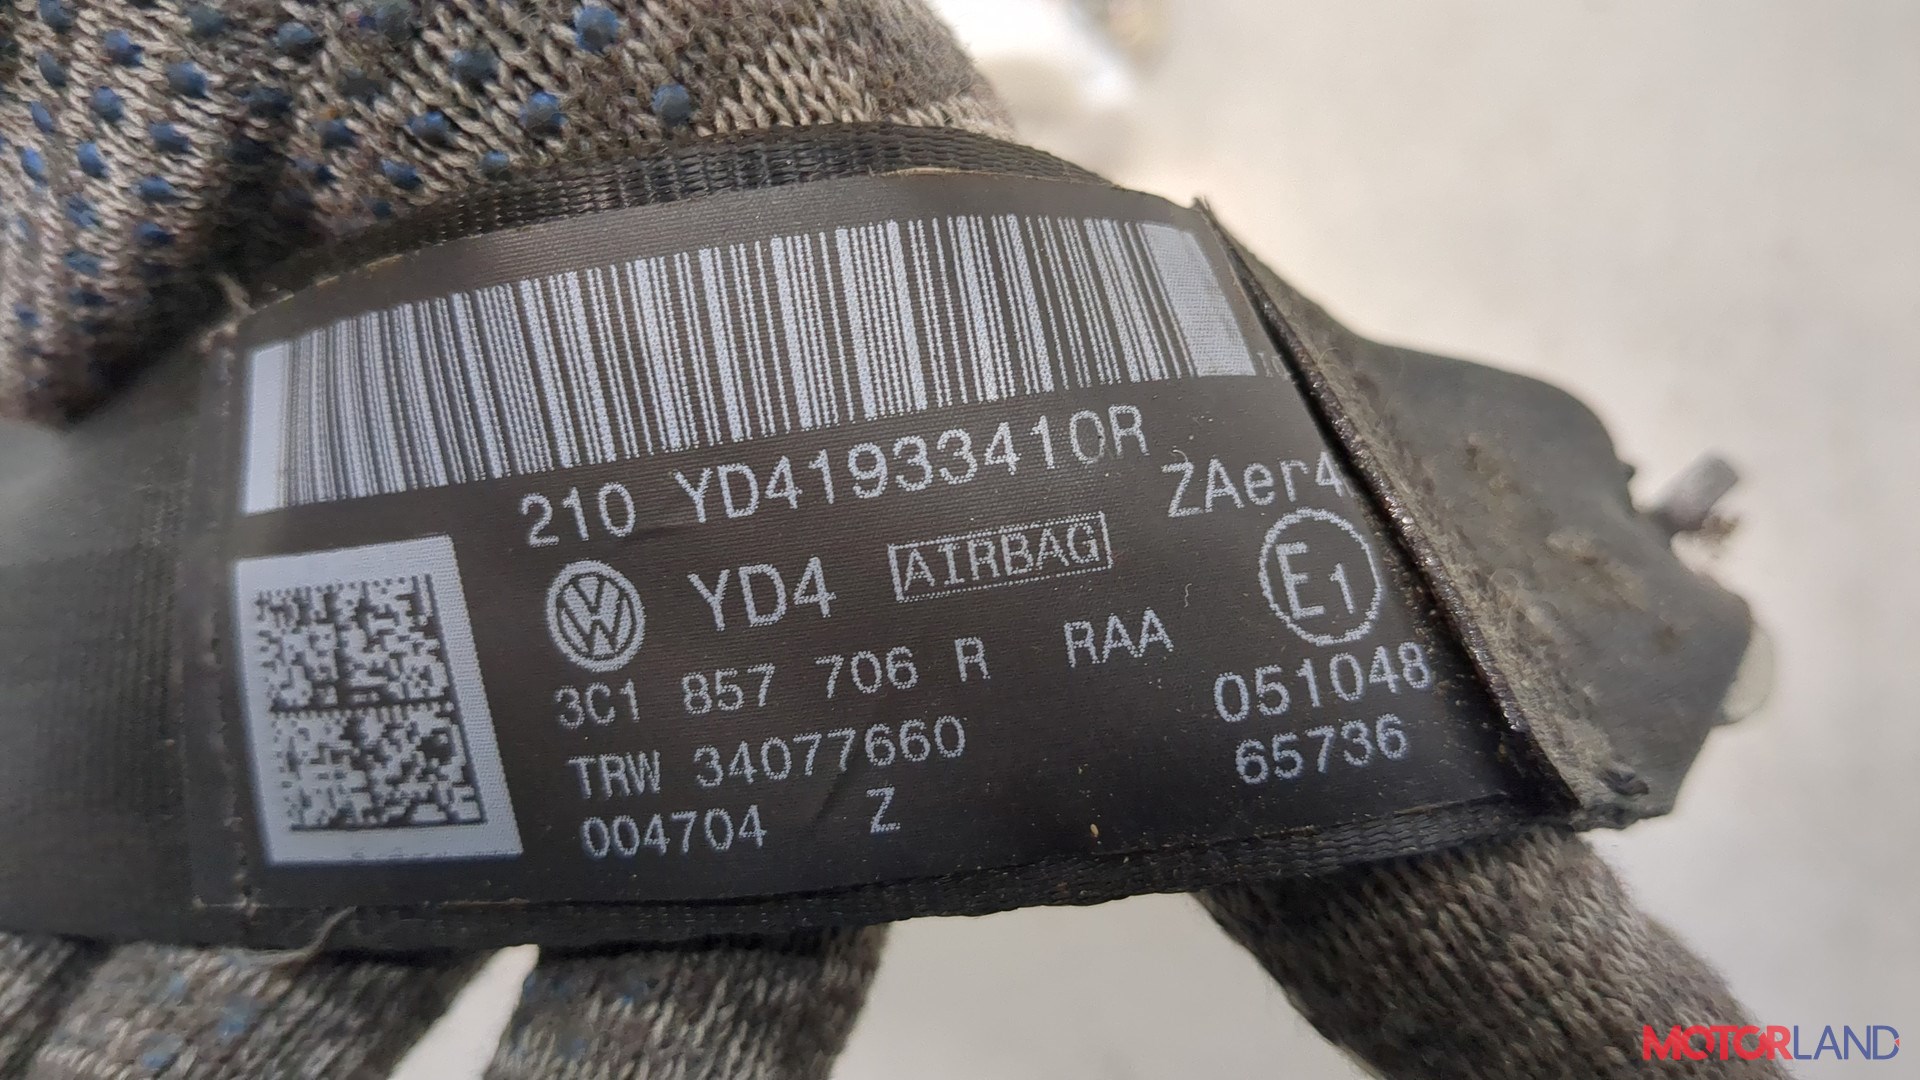 210 YD41933410R
ZAer4
YD4 AIRBAG
E1
3C1 857 706 R RAA
051048
TRW 34077660
65736
004704 Z
MOTORLAND